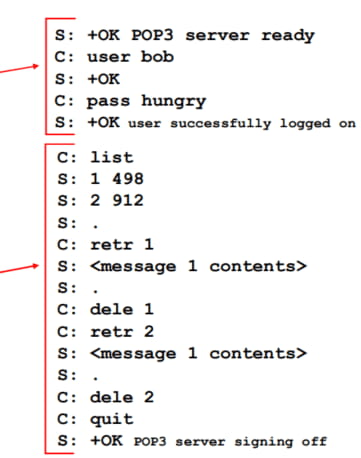 S: +OK POP3 server ready
C: user bob
S: +OK
C: pass hungry
S: +OK user successfully logged on
C: list
S: 1 498
S: 2 912
S: .
C: retr 1
S: <message 1 contents>
S: .
C: dele 1
C: retr 2
S: <message 1 contents>
S: .
C: dele 2
C: quit
S: +OK POP3 server signing off